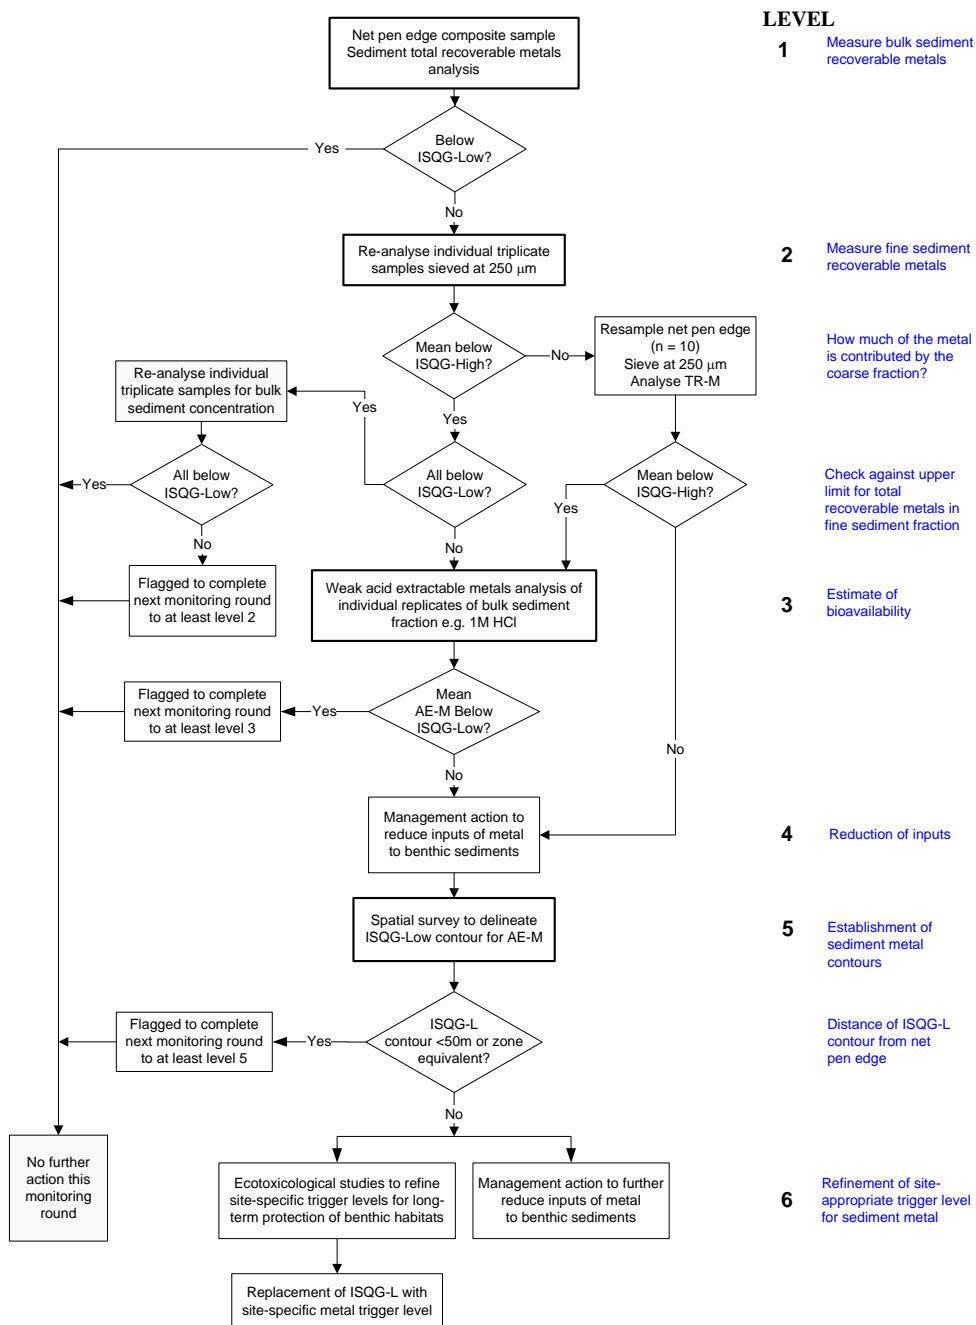 LEVEL
Net pen edge composite sample
Sediment total recoverable metals
analysis
1
Measure bulk sediment
recoverable metals
Below
ISQG-Low?
Yes
No
Re-analyse individual triplicate
samples sieved at 250 μm
2
Measure fine sediment
recoverable metals
Mean below
ISQG-High?
No
Yes
Resample net pen edge
(n = 10)
Sieve at 250 μm
Analyse TR-M
How much of the metal
is contributed by the
coarse fraction?
Re-analyse individual
triplicate samples for bulk
sediment concentration
Yes
All below
ISQG-Low?
Yes
No
All below
ISQG-Low?
No
Mean below
ISQG-High?
Yes
No
Check against upper
limit for total
recoverable metals in
fine sediment fraction
Flagged to complete
next monitoring round
to at least level 2
Weak acid extractable metals analysis of
individual replicates of bulk sediment
fraction e.g. 1M HCl
3
Estimate of
bioavailability
Flagged to complete
next monitoring round
to at least level 3
Yes
Mean
AE-M Below
ISQG-Low?
No
Management action to
reduce inputs of metal
to benthic sediments
4
Reduction of inputs
Spatial survey to delineate
ISQG-Low contour for AE-M
5
Establishment of
sediment metal
contours
Flagged to complete
next monitoring round
to at least level 5
Yes
ISQG-L
contour <50m or zone
equivalent?
No
Distance of ISQG-L
contour from net
pen edge
No further
action this
monitoring
round
Ecotoxicological studies to refine
site-specific trigger levels for long-
term protection of benthic habitats
Management action to further
reduce inputs of metal
to benthic sediments
6
Refinement of site-
appropriate trigger level
for sediment metal
Replacement of ISQG-L with
site-specific metal trigger level